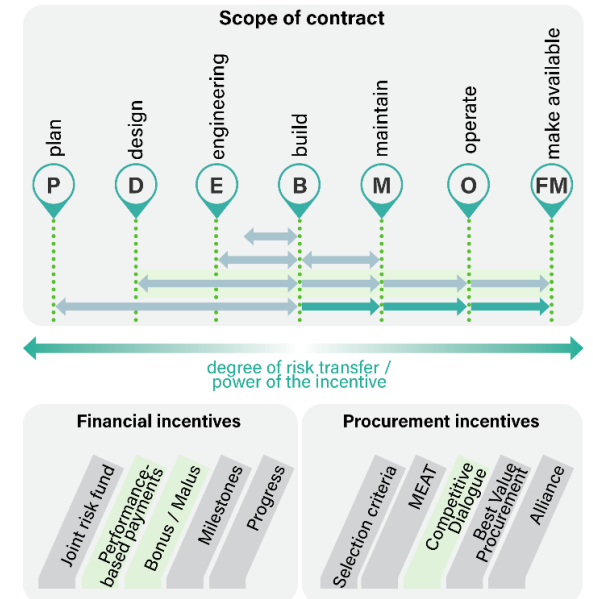 Scope of contract
plan
design
engineering
build
maintain
operate
make available
P
D
E
B
M
O
FM
degree of risk transfer /
power of the incentive
Financial incentives
Joint risk fund
Performance-
based payments
Bonus / Malus
Milestones
Progress
Procurement incentives
Selection criteria
MEAT
Competitive
Dialogue
Best Value
Procurement
Alliance